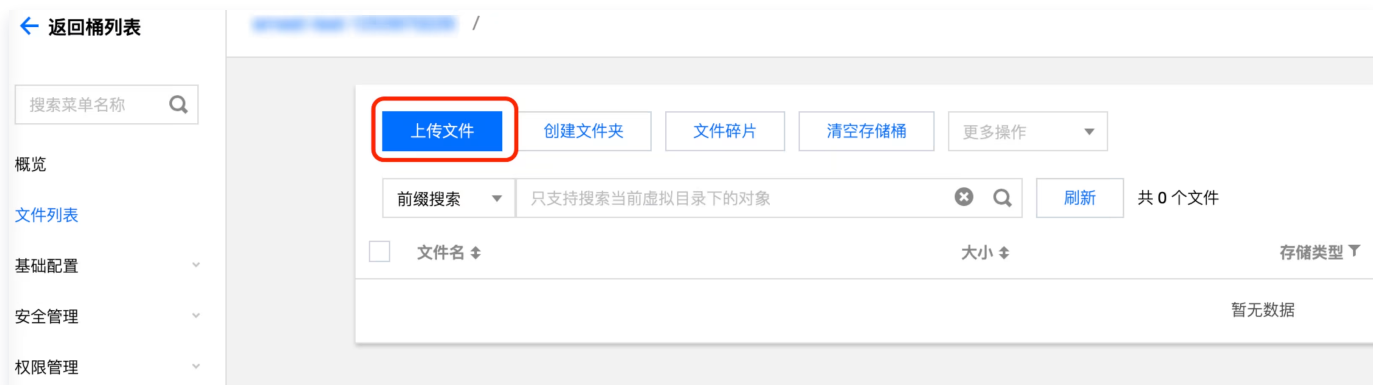 返回桶列表
/
搜索菜单名称
概览
文件列表
基础配置
安全管理
权限管理
上传文件 创建文件夹 文件碎片 清空存储桶 更多操作
前缀搜索 只支持搜索当前虚拟目录下的对象 刷新 共 0 个文件
文件名 大小 存储类型
暂无数据